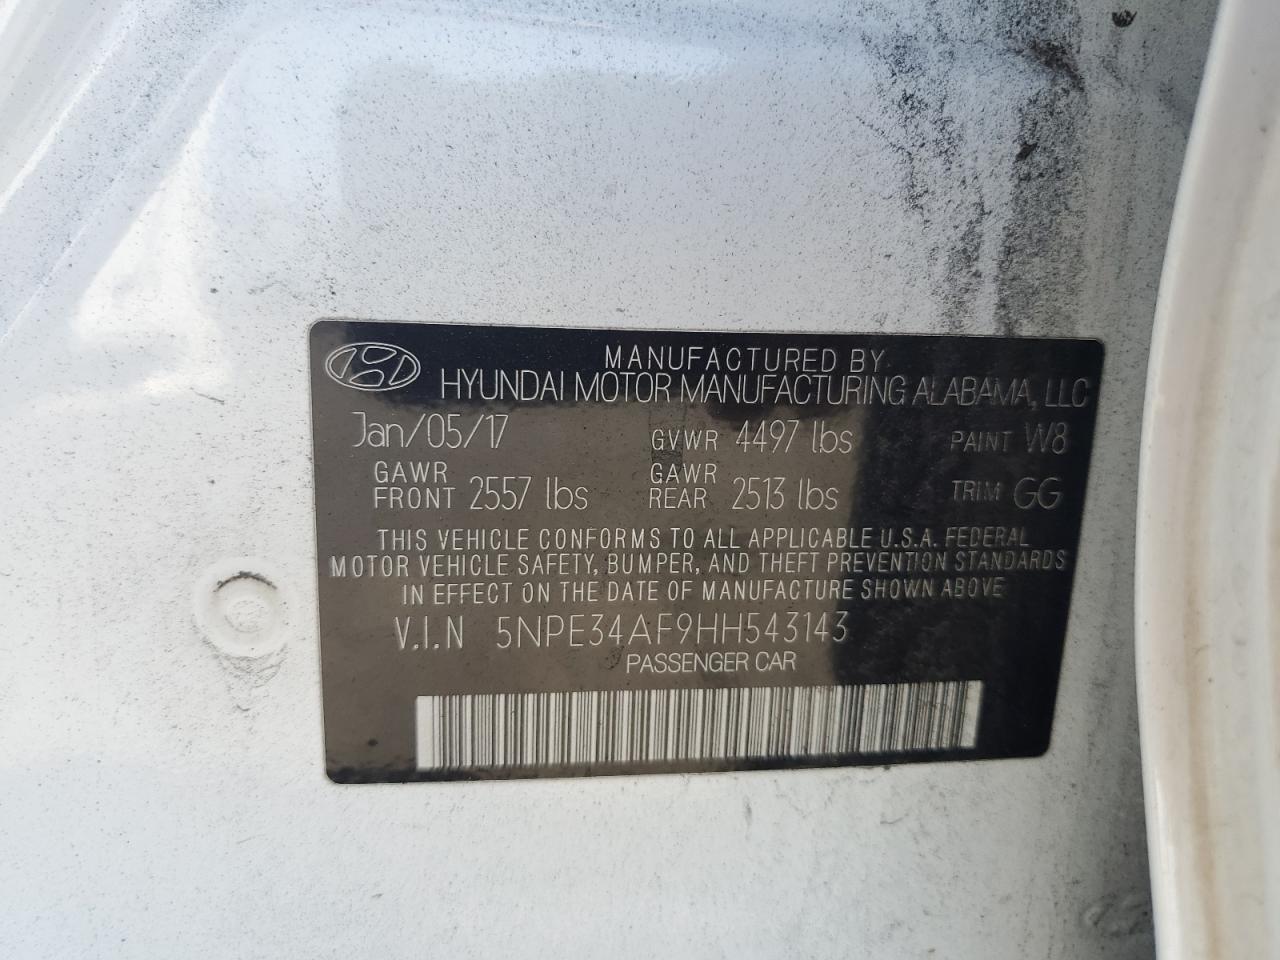 MANUFACTURED BY
HYUNDAI MOTOR MANUFACTURING ALABAMA, LLC
Jan/05/17 GVWR 4497 lbs PAINT W8
GAWR FRONT 2557 lbs GAWR REAR 2513 lbs TRIM GG
THIS VEHICLE CONFORMS TO ALL APPLICABLE U.S.A. FEDERAL
MOTOR VEHICLE SAFETY, BUMPER, AND THEFT PREVENTION STANDARDS
IN EFFECT ON THE DATE OF MANUFACTURE SHOWN ABOVE
V.I.N 5NPE34AF9HH543143
PASSENGER CAR